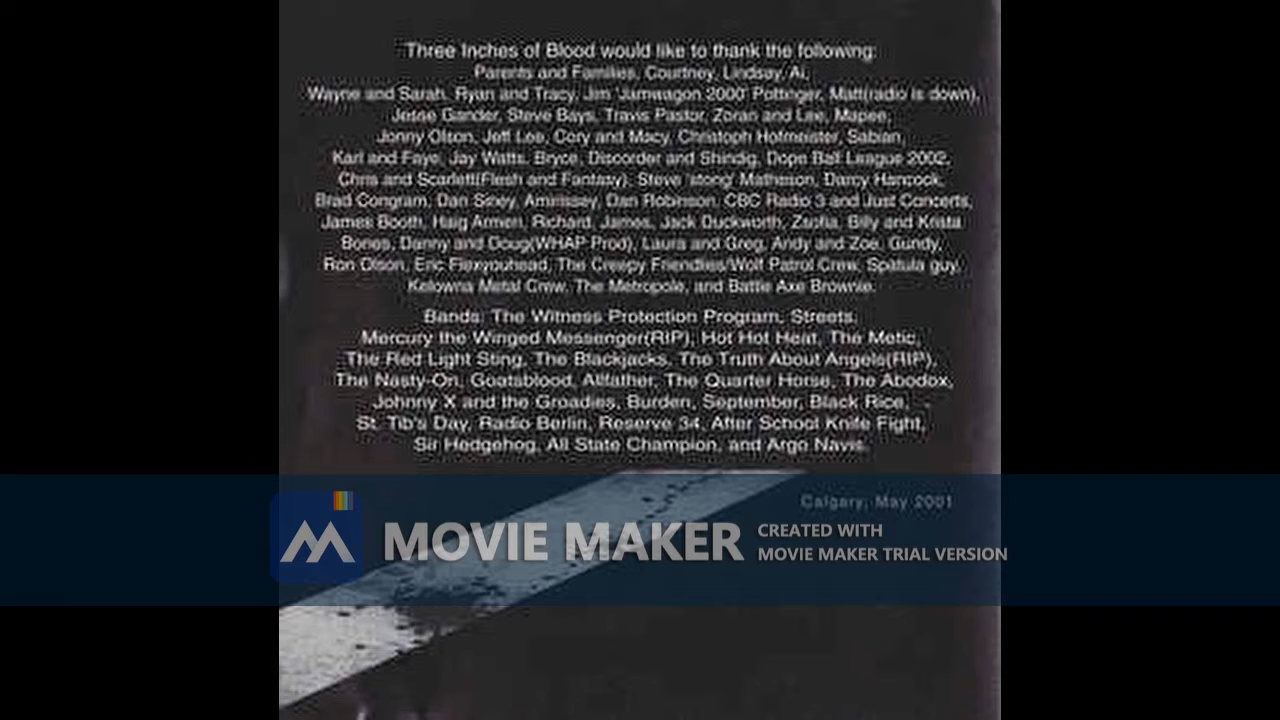 Three Inches of Blood would like to thank the following:
Parents and Families, Courtney, Lindsay, Ai,
Wayne and Sarah, Ryan and Tracy, Jim 'Jamwagon 2000' Pottinger, Matt(radio is down),
Jesse Gander, Steve Bays, Travis Pastor, Zoran and Lee, Mapee,
Jonny Olson, Jeff Lee, Cory and Macy, Christoph Hofmeister, Sabian,
Karl and Faye, Jay Watts, Bryce, Discorder and Shindig, Dope Ball League 2002,
Chris and Scarlett(Flesh and Fantasy), Steve 'stong' Matheson, Darcy Hancock,
Brad Congram, Dan Siney, Dan Robinson, CBC Radio 3 and Just Concerts,
James Booth, Haig Armen, Richard, James, Jack Duckworth, Billy and Krista
Bones, Danny and Doug(WHAP Prod), Laura and Greg, Andy and Zoe, Gundy,
Ron Olson, Eric Flexyouhead, The Creepy Friendlies/Wolf Patrol Crew, Spatula guy
Kelowna Metal Crew, The Metropole, and Battle Axe Brownie.
Bands: The Witness Protection Program, Streets,
Mercury the Winged Messenger(RIP), Hot Hot Heat, The Metic,
The Red Light Sting, The Blackjacks, The Truth About Angels(RIP),
The Nasty-On, Goatsblood, Allfather, The Quarter Horse, The Abodox,
Johnny X and the Groadies, Burden, September, Black Rice,
St. Tib's Day, Radio Berlin, Reserve 34, After School Knife Fight,
Sir Hedgehog, All State Champion, and Argo Navis.
Calgary, May 2001
MOVIE MAKER
CREATED WITH
MOVIE MAKER TRIAL VERSION